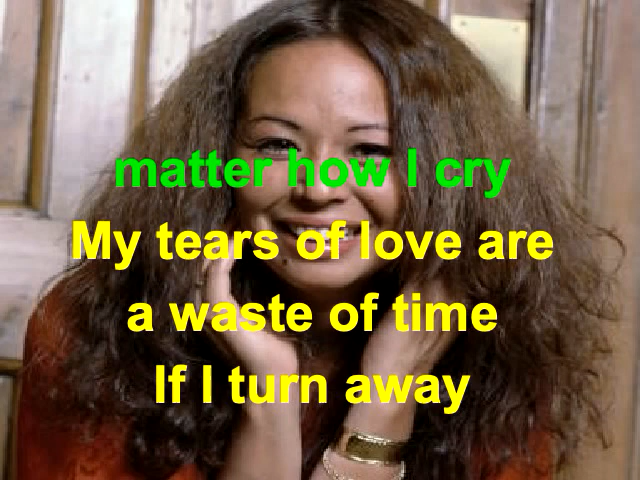 matter how I cry
My tears of love are
a waste of time
If I turn away